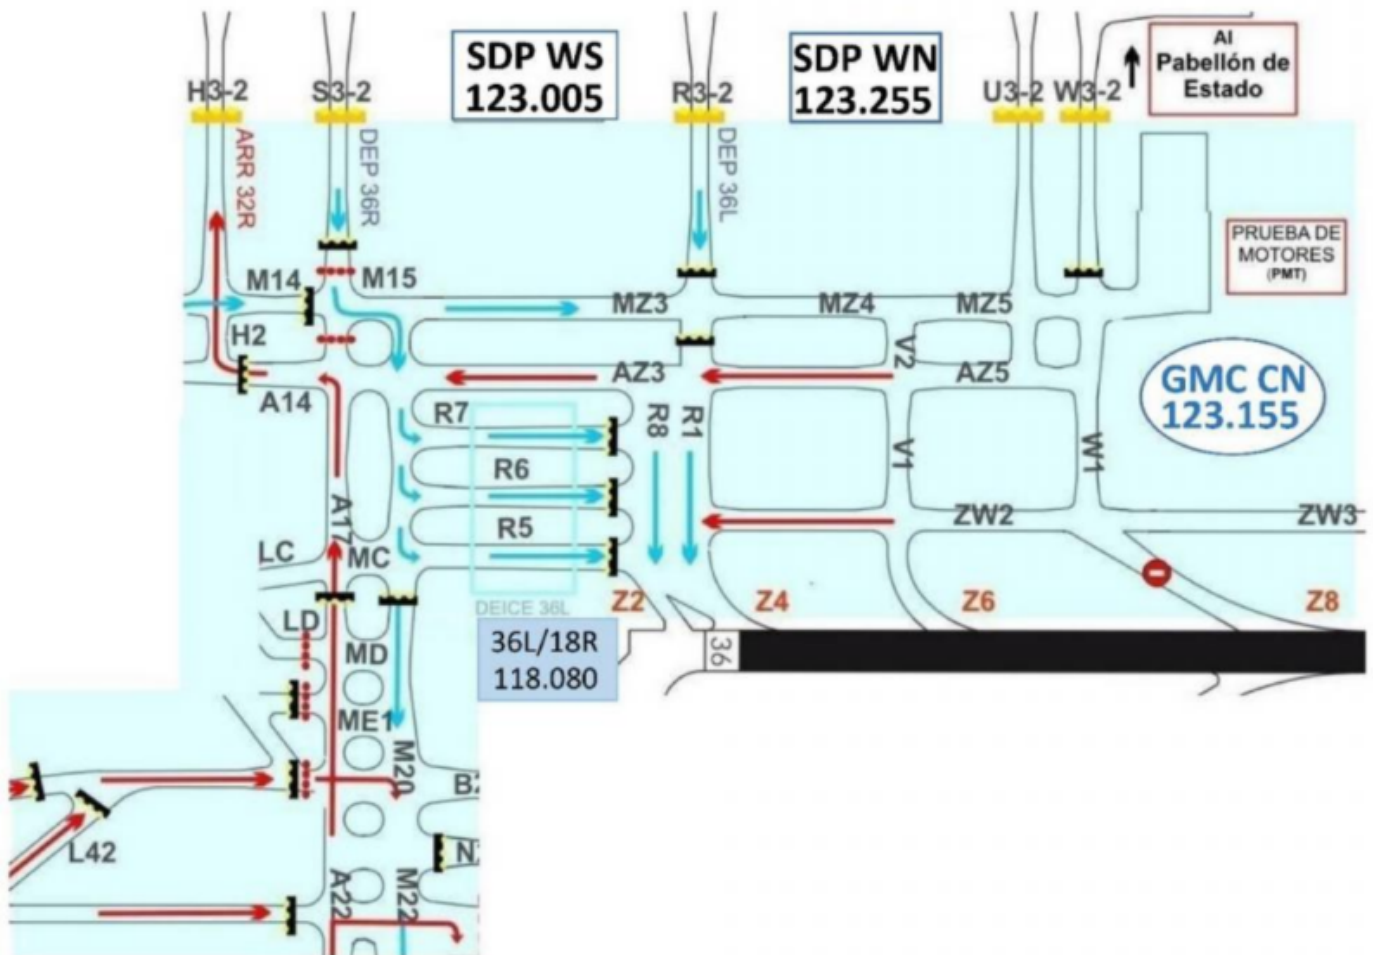 SDP WS
123.005
SDP WN
123.255
Al
Pabellón de
Estado
H3-2
S3-2
R3-2
U3-2
W3-2
ARR 32R
DEP 36R
DEP 36L
PRUEBA DE
MOTORES
(PMT)
M14
M15
MZ3
MZ4
MZ5
H2
V2
A14
AZ3
AZ5
GMC CN
123.155
R7
R8
R1
R6
V1
W1
A17
R5
ZW2
ZW3
LC
MC
DEICE 36L
Z2
Z4
Z6
Z8
LD
36L/18R
118.080
36
MD
ME1
M20
L42
A22
M22